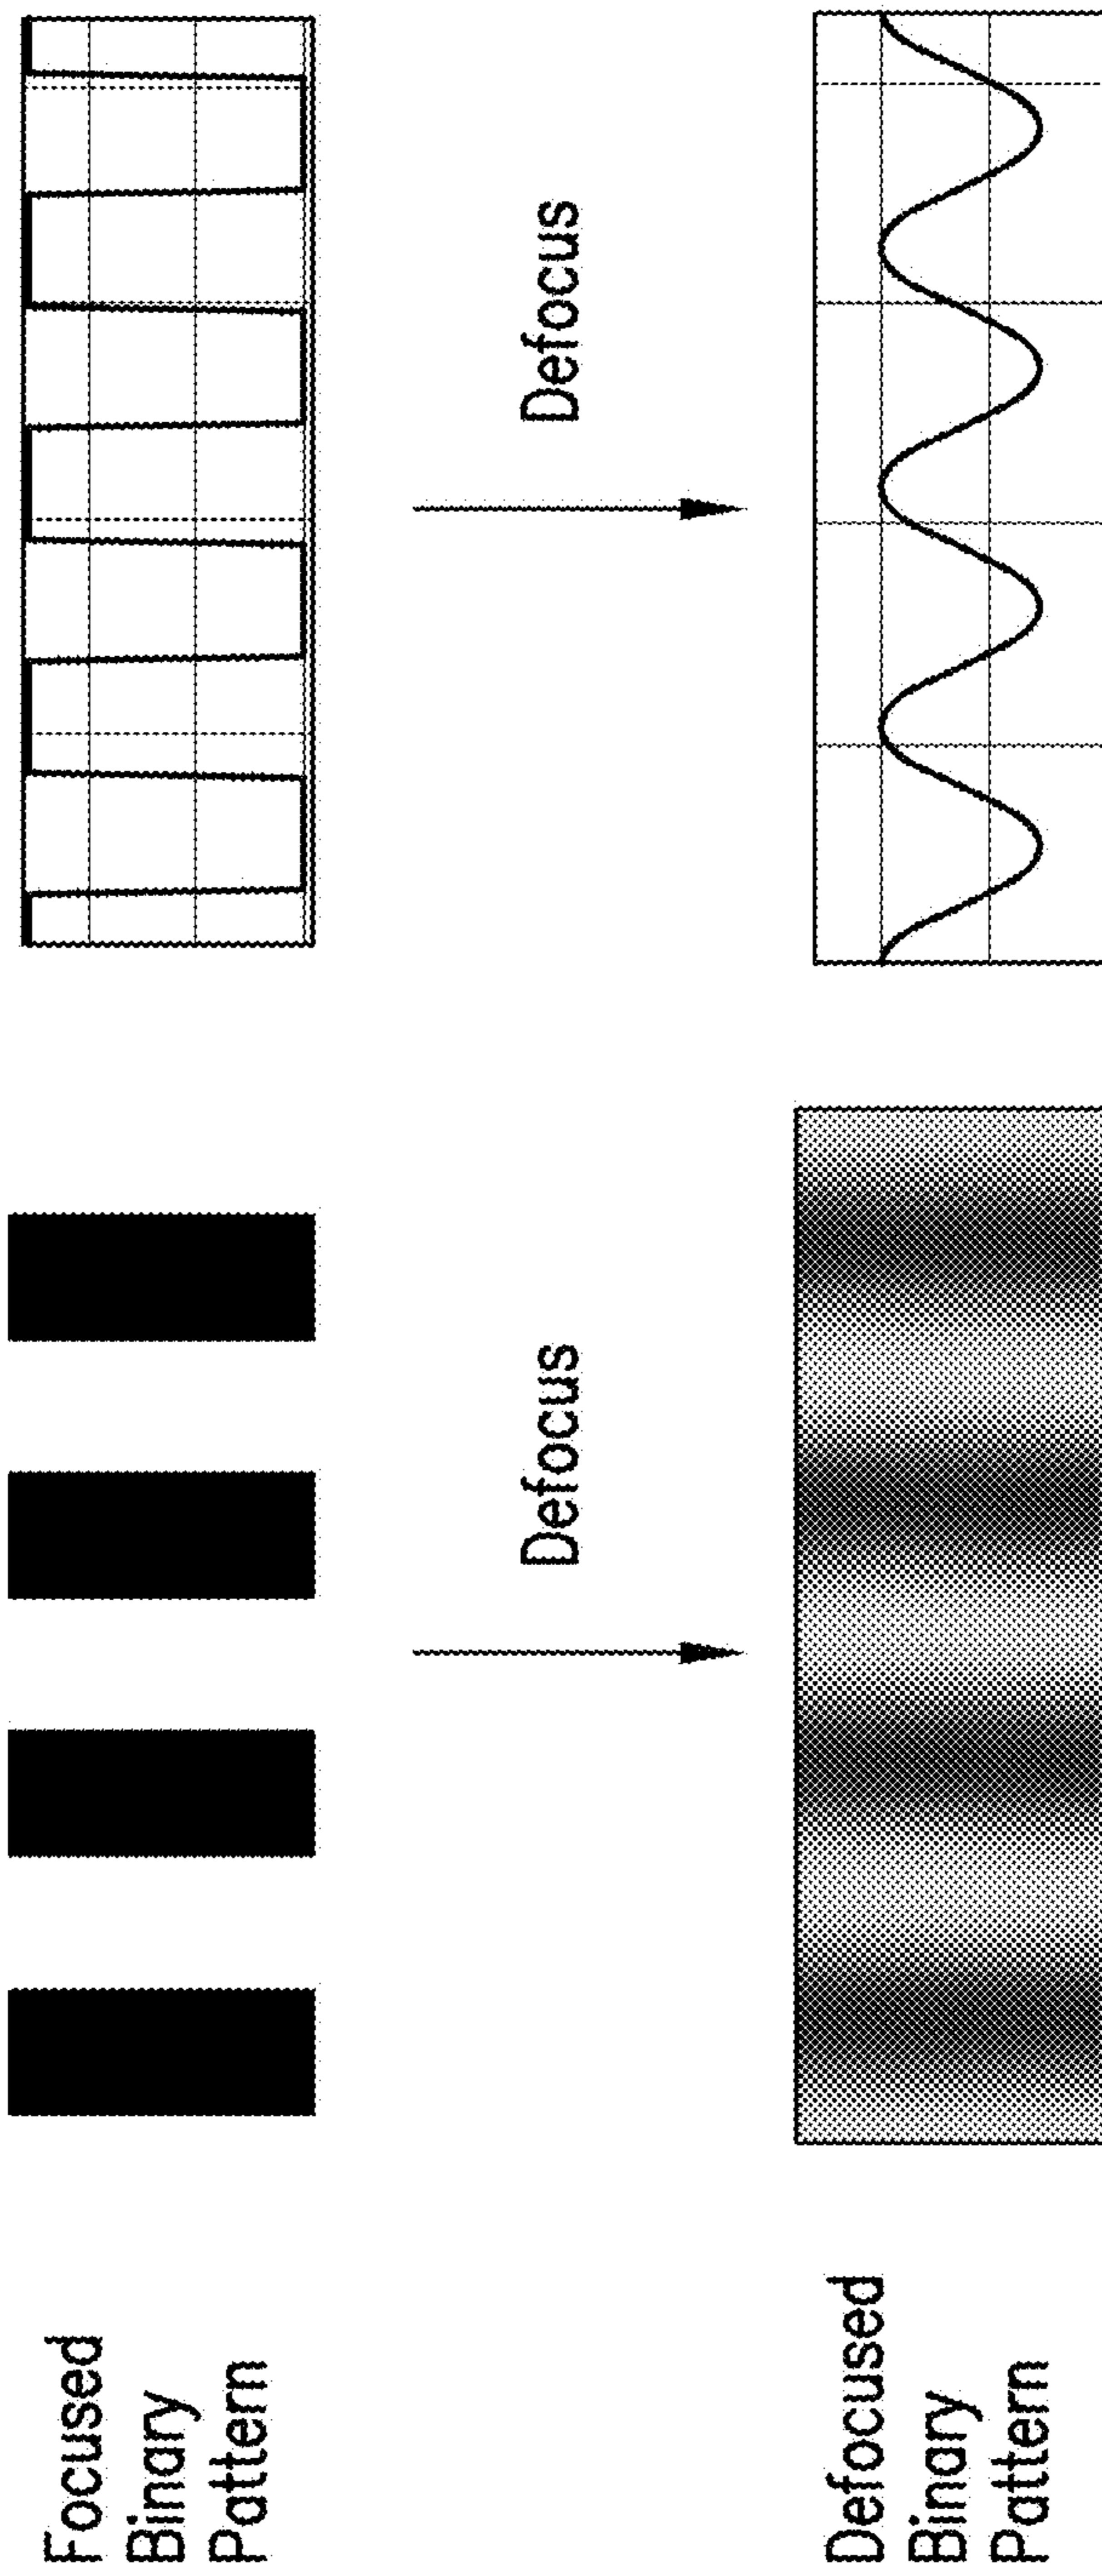 Focused
Binary
Pattern
Defocus
Defocus
Defocused
Binary
Pattern